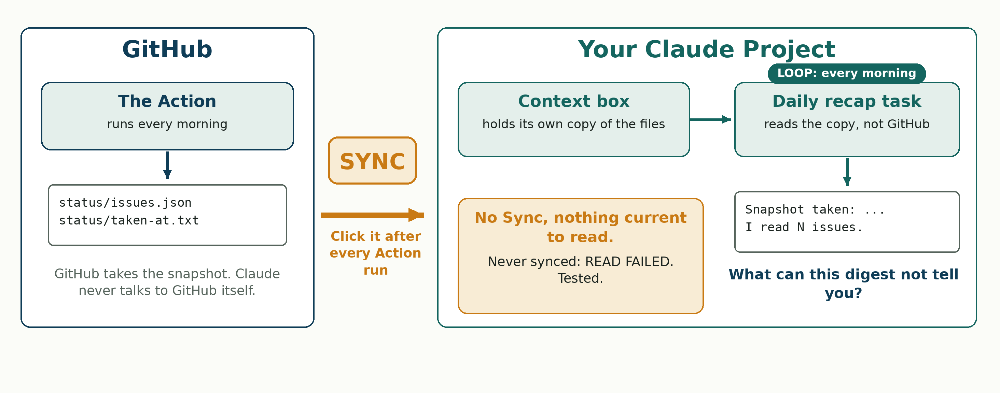 GitHub
The Action
runs every morning
status/issues.json
status/taken-at.txt
GitHub takes the snapshot. Claude
never talks to GitHub itself.
SYNC
Click it after
every Action
run
Your Claude Project
Context box
holds its own copy of the files
LOOP: every morning
Daily recap task
reads the copy, not GitHub
No Sync, nothing current
to read.
Never synced: READ FAILED.
Tested.
Snapshot taken: ...
I read N issues.
What can this digest not tell
you?